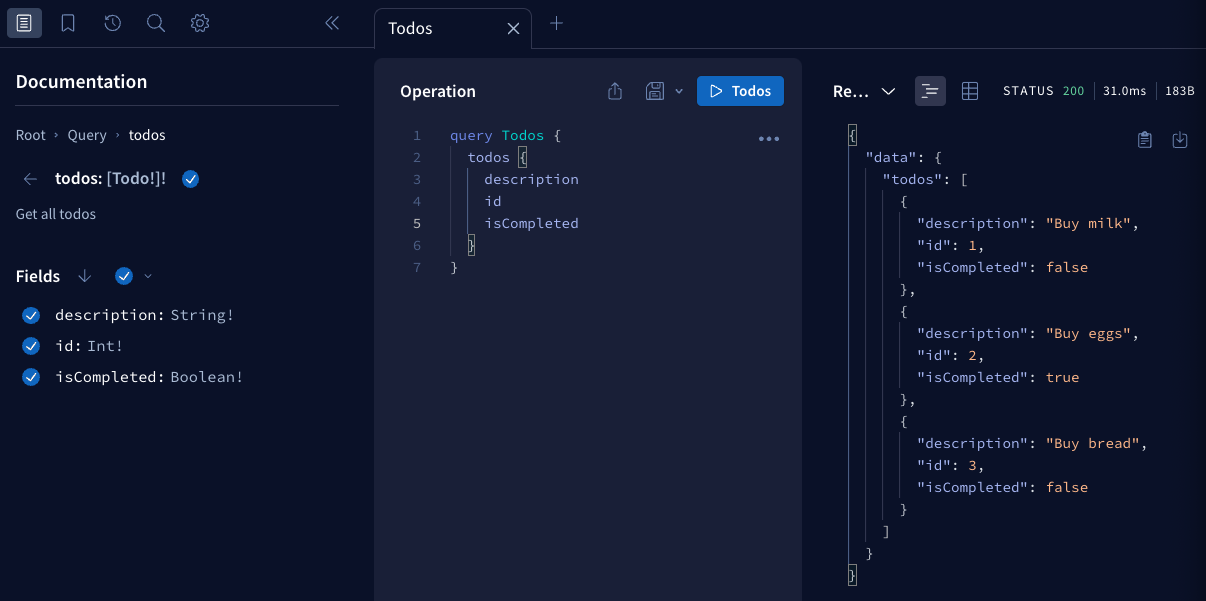 Todos
Documentation
Root › Query › todos
todos: [Todo!]!
Get all todos
Fields
description: String!
id: Int!
isCompleted: Boolean!
Operation
Todos
1 query Todos {
2 todos {
3 description
4 id
5 isCompleted
6 }
7 }
Re...
STATUS 200 31.0ms 183B
{
"data": {
"todos": [
{
"description": "Buy milk",
"id": 1,
"isCompleted": false
},
{
"description": "Buy eggs",
"id": 2,
"isCompleted": true
},
{
"description": "Buy bread",
"id": 3,
"isCompleted": false
}
]
}
}